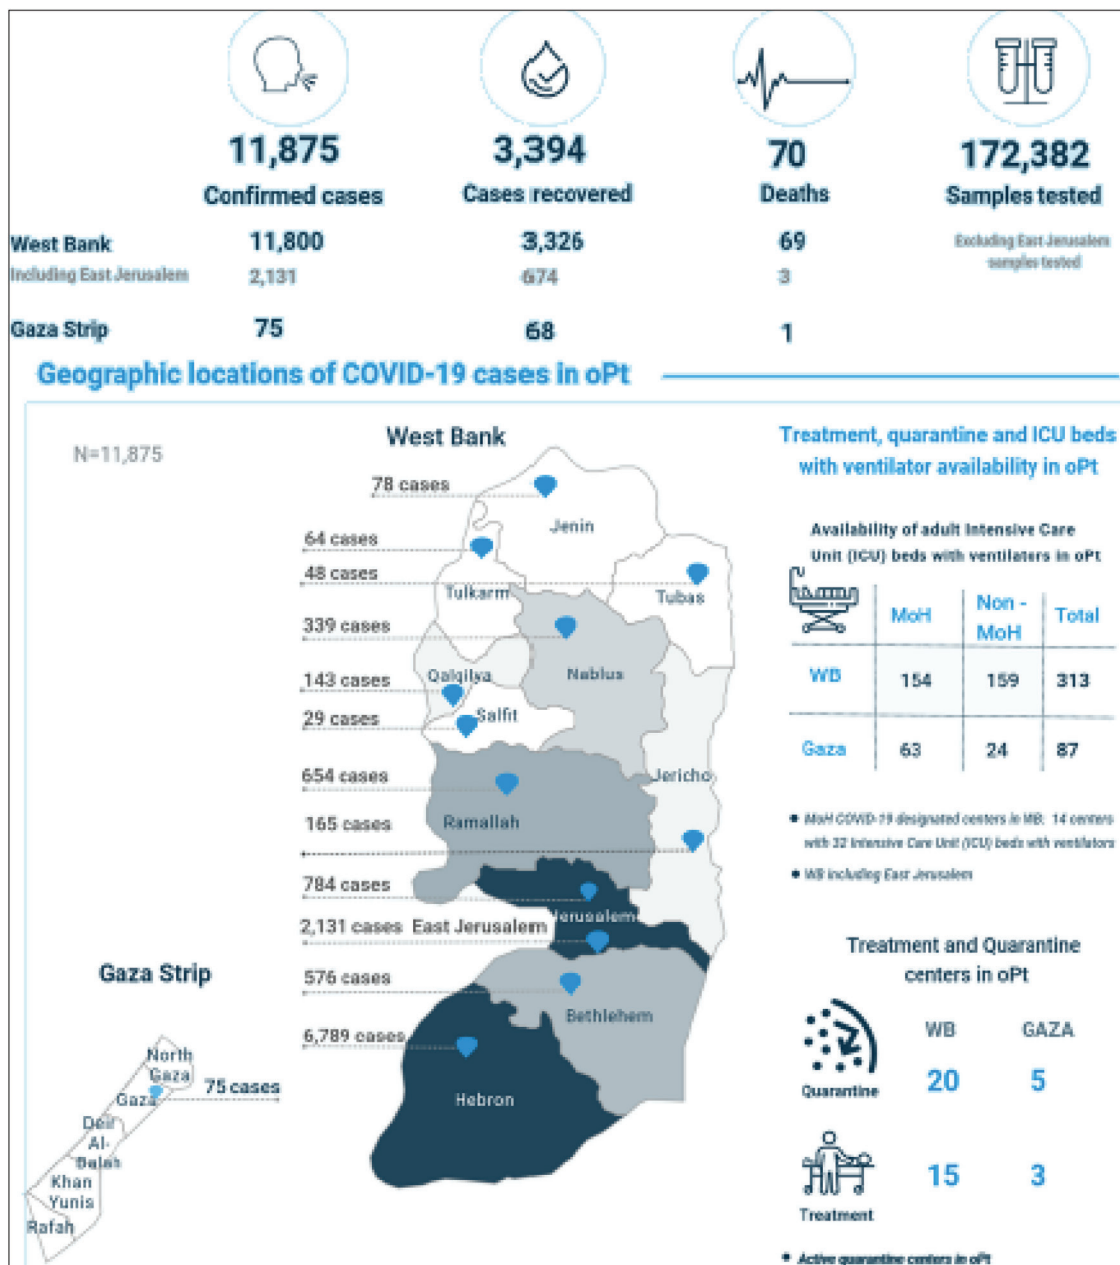 11,875
Confirmed cases
3,394
Cases recovered
70
Deaths
172,382
Samples tested
West Bank 11,800 3,326 69
Excluding East Jerusalem
samples tested
Including East Jerusalem 2,131 674 3
Gaza Strip 75 68 1
Geographic locations of COVID-19 cases in oPt
N=11,875
West Bank
78 cases
Jenin
64 cases
Tulkarm
48 cases
Tubas
339 cases
Nablus
143 cases
Qalqilya
29 cases
Salfit
654 cases
Ramallah
165 cases
Jericho
784 cases
Jerusalem
2,131 cases East Jerusalem
576 cases
Bethlehem
6,789 cases
Hebron
Gaza Strip
North
Gaza
Gaza
75 cases
Deir
Al-
Balah
Khan
Yunis
Rafah
Treatment, quarantine and ICU beds
with ventilator availability in oPt
Availability of adult Intensive Care
Unit (ICU) beds with ventilators in oPt
MoH
Non -
MoH
Total
WB 154 159 313
Gaza 63 24 87
• MoH COVID-19 designated centers in WB: 14 centers
with 32 Intensive Care Unit (ICU) beds with ventilators
• WB including East Jerusalem
Treatment and Quarantine
centers in oPt
WB GAZA
Quarantine 20 5
Treatment 15 3
• Active quarantine centers in oPt